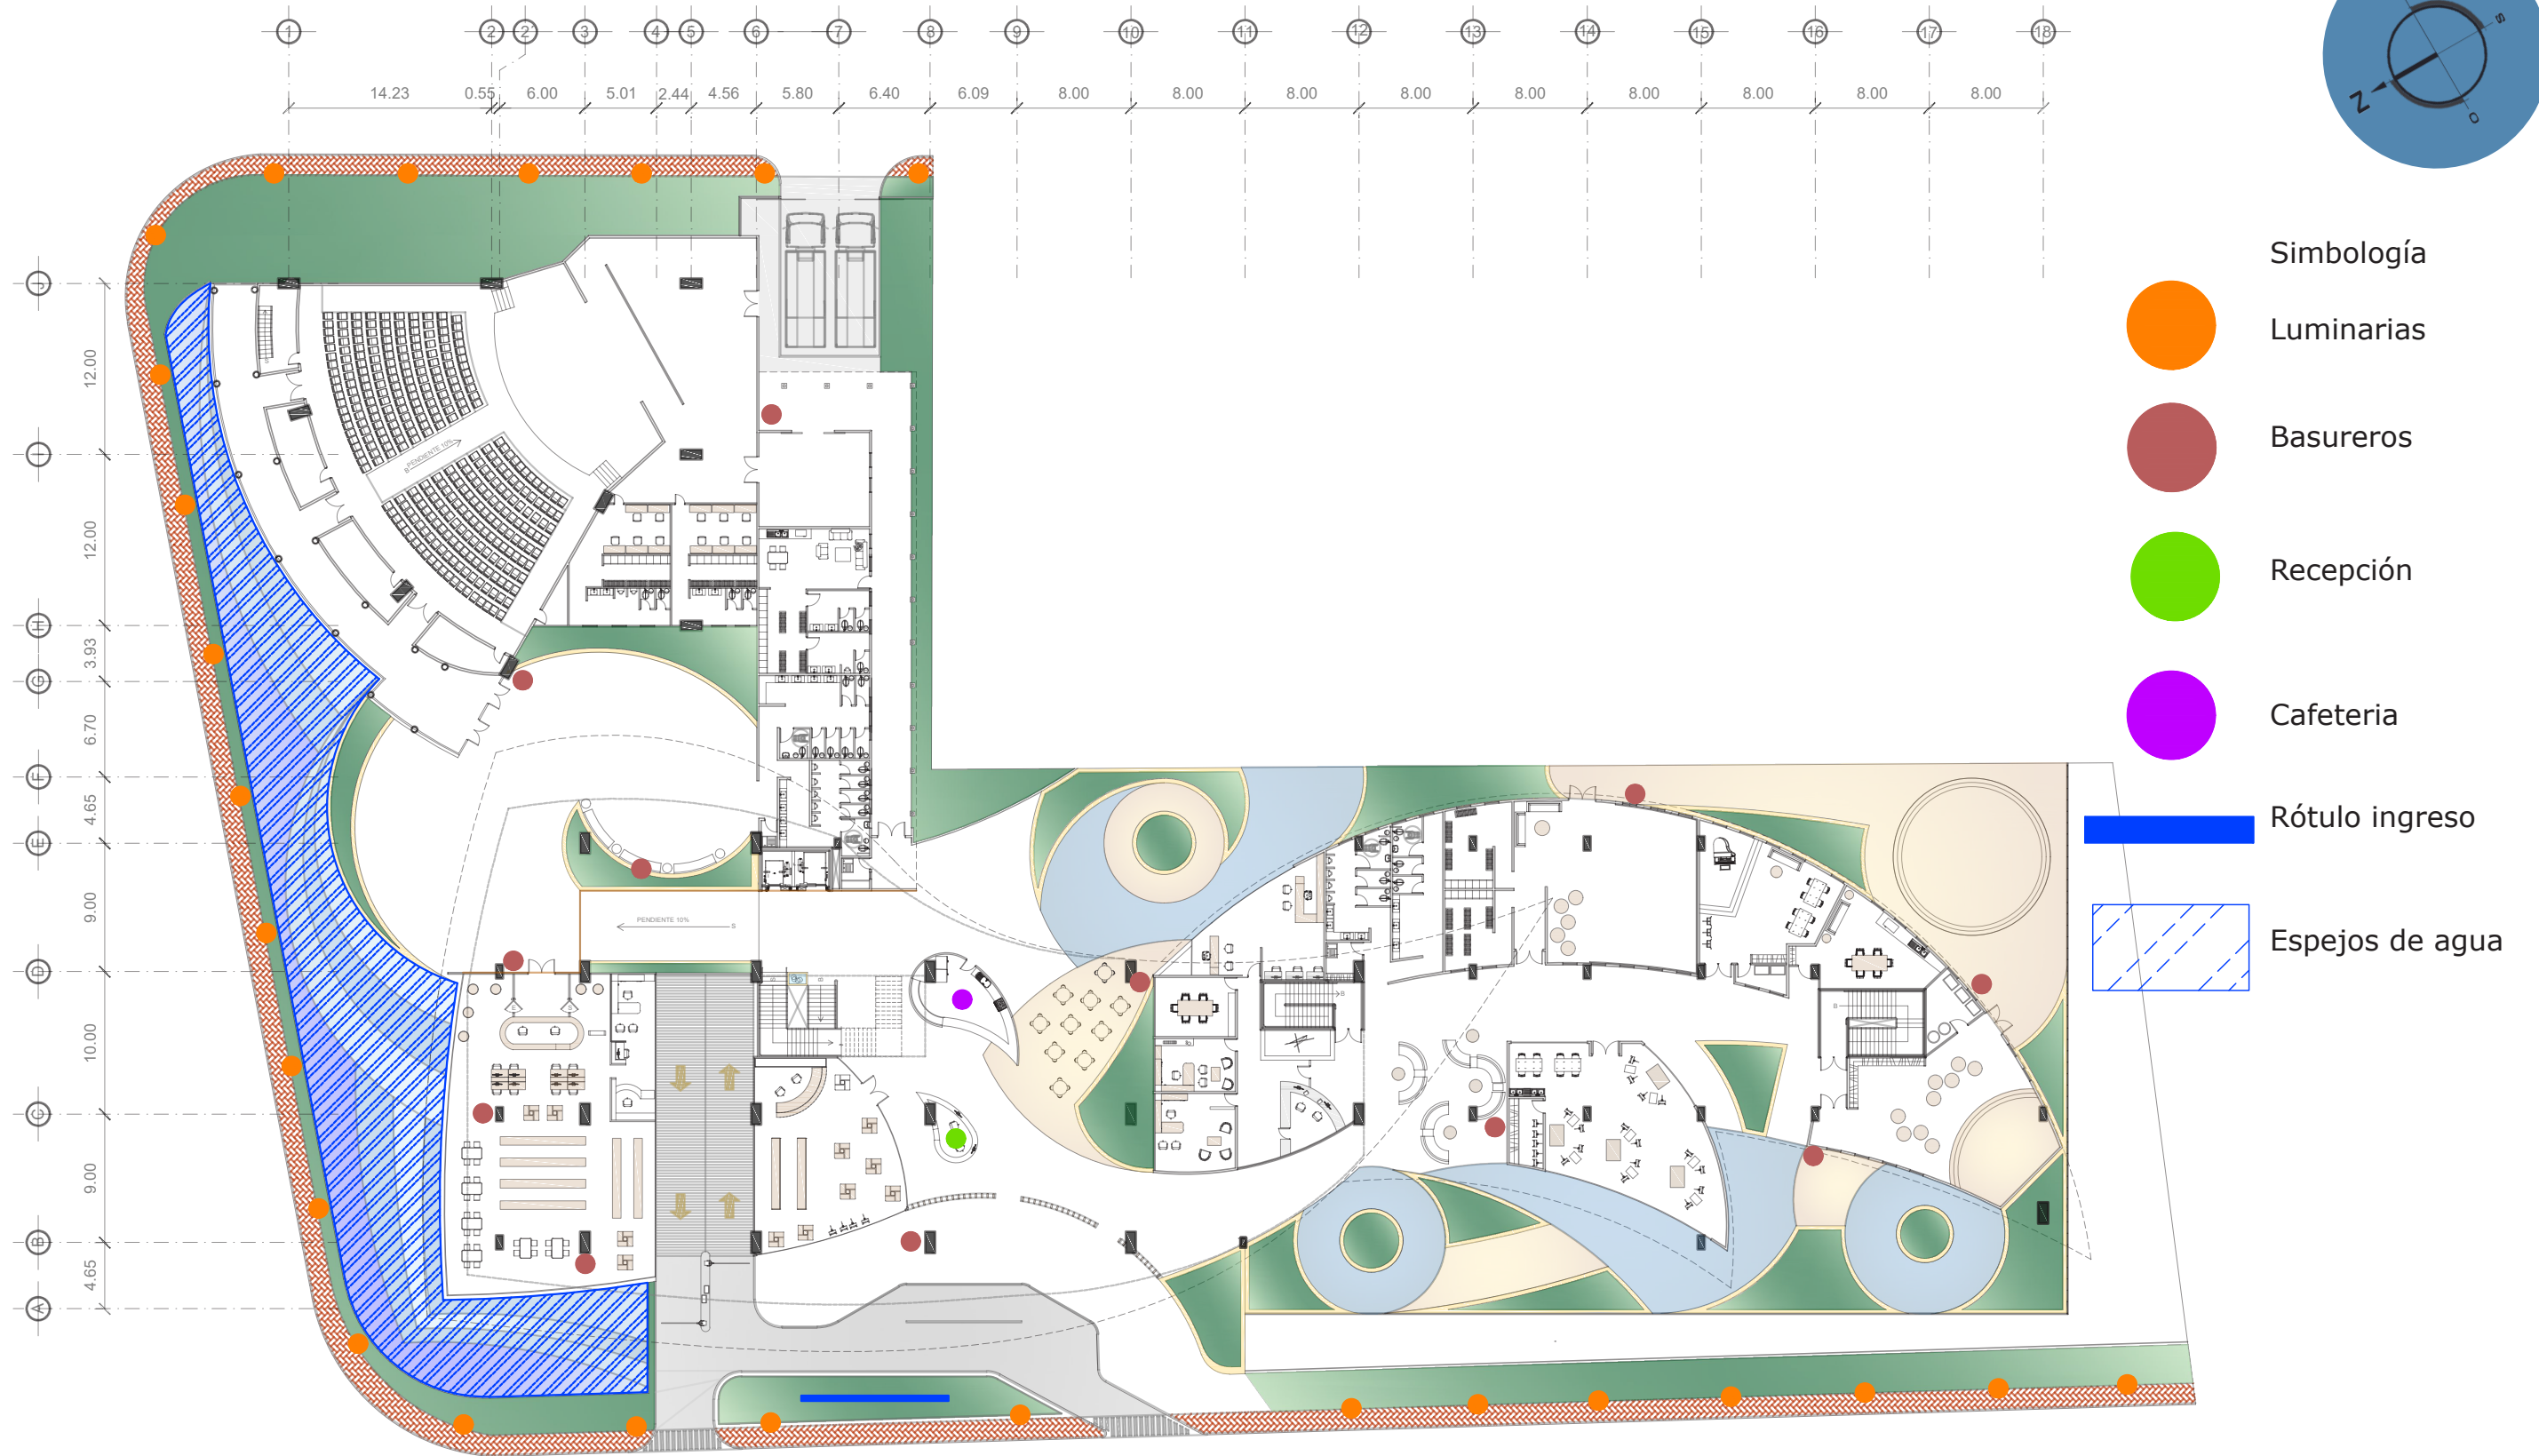 1 2 2' 3 4 5 6 7 8 9 10 11 12 13 14 15 16 17 18
14.23 0.55 6.00 5.01 2.44 4.56 5.80 6.40 6.09 8.00 8.00 8.00 8.00 8.00 8.00 8.00 8.00 8.00
S
N
O
Simbología
Luminarias
Basureros
Recepción
Cafeteria
Rótulo ingreso
Espejos de agua
J
12.00
I
12.00
H
3.93
G
6.70
F
4.65
E
9.00
D
10.00
C
9.00
B
4.65
A
PENDIENTE 10%
B
PENDIENTE 10%
S
B
B